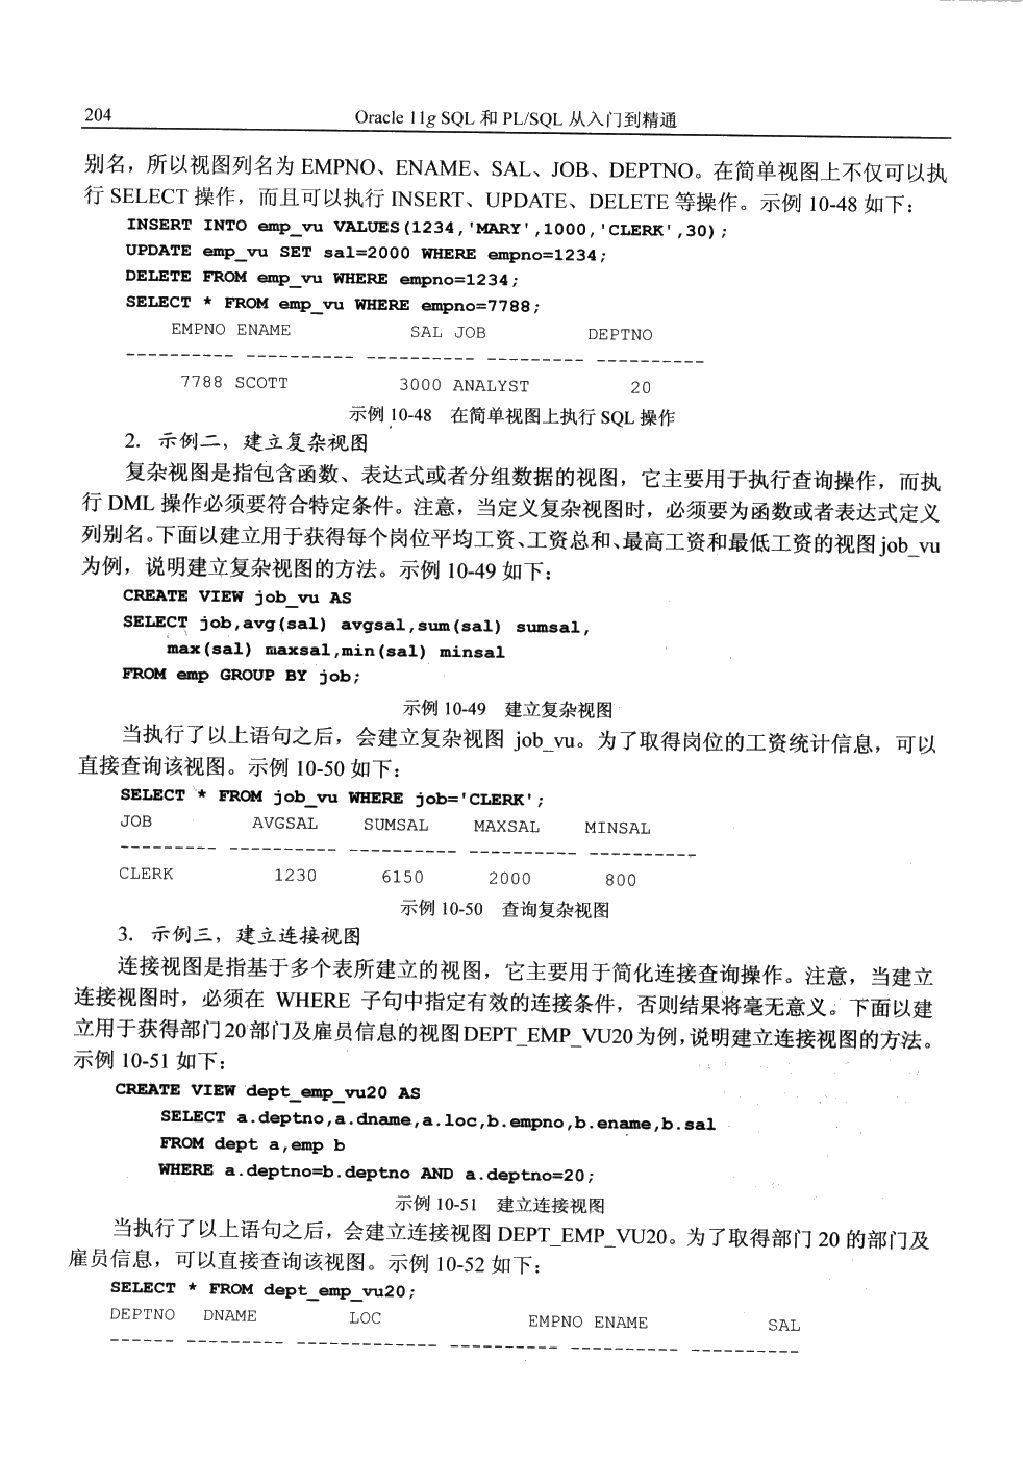 204
Oracle 11g SQL 和 PL/SQL 从入门到精通
别名，所以视图列名为 EMPNO、ENAME、SAL、JOB、DEPTNO。在简单视图上不仅可以执
行 SELECT 操作，而且可以执行 INSERT、UPDATE、DELETE 等操作。示例 10-48 如下：
INSERT INTO emp_vu VALUES(1234,'MARY',1000,'CLERK',30);
UPDATE emp_vu SET sal=2000 WHERE empno=1234;
DELETE FROM emp_vu WHERE empno=1234;
SELECT * FROM emp_vu WHERE empno=7788;
EMPNO ENAME SAL JOB DEPTNO
---------- ---------- ---------- --------- ----------
7788 SCOTT 3000 ANALYST 20
示例 10-48 在简单视图上执行 SQL 操作
2. 示例二，建立复杂视图
复杂视图是指包含函数、表达式或者分组数据的视图，它主要用于执行查询操作，而执
行 DML 操作必须要符合特定条件。注意，当定义复杂视图时，必须要为函数或者表达式定义
列别名。下面以建立用于获得每个岗位平均工资、工资总和、最高工资和最低工资的视图 job_vu
为例，说明建立复杂视图的方法。示例 10-49 如下：
CREATE VIEW job_vu AS
SELECT job,avg(sal) avgsal,sum(sal) sumsal,
max(sal) maxsal,min(sal) minsal
FROM emp GROUP BY job;
示例 10-49 建立复杂视图
当执行了以上语句之后，会建立复杂视图 job_vu。为了取得岗位的工资统计信息，可以
直接查询该视图。示例 10-50 如下：
SELECT * FROM job_vu WHERE job='CLERK';
JOB AVGSAL SUMSAL MAXSAL MINSAL
--------- ---------- ---------- ---------- ----------
CLERK 1230 6150 2000 800
示例 10-50 查询复杂视图
3. 示例三，建立连接视图
连接视图是指基于多个表所建立的视图，它主要用于简化连接查询操作。注意，当建立
连接视图时，必须在 WHERE 子句中指定有效的连接条件，否则结果将毫无意义。下面以建
立用于获得部门 20 部门及雇员信息的视图 DEPT_EMP_VU20 为例，说明建立连接视图的方法。
示例 10-51 如下：
CREATE VIEW dept_emp_vu20 AS
SELECT a.deptno,a.dname,a.loc,b.empno,b.ename,b.sal
FROM dept a,emp b
WHERE a.deptno=b.deptno AND a.deptno=20;
示例 10-51 建立连接视图
当执行了以上语句之后，会建立连接视图 DEPT_EMP_VU20。为了取得部门 20 的部门及
雇员信息，可以直接查询该视图。示例 10-52 如下：
SELECT * FROM dept_emp_vu20;
DEPTNO DNAME LOC EMPNO ENAME SAL
------ --------- ------------- ---------- ---------- ----------